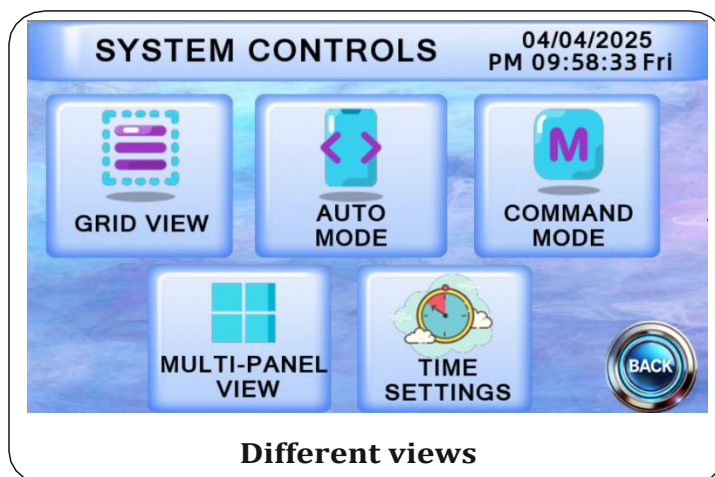 SYSTEM CONTROLS
04/04/2025
PM 09:58:33 Fri
GRID VIEW
AUTO
MODE
M
COMMAND
MODE
MULTI-PANEL
VIEW
TIME
SETTINGS
BACK
Different views